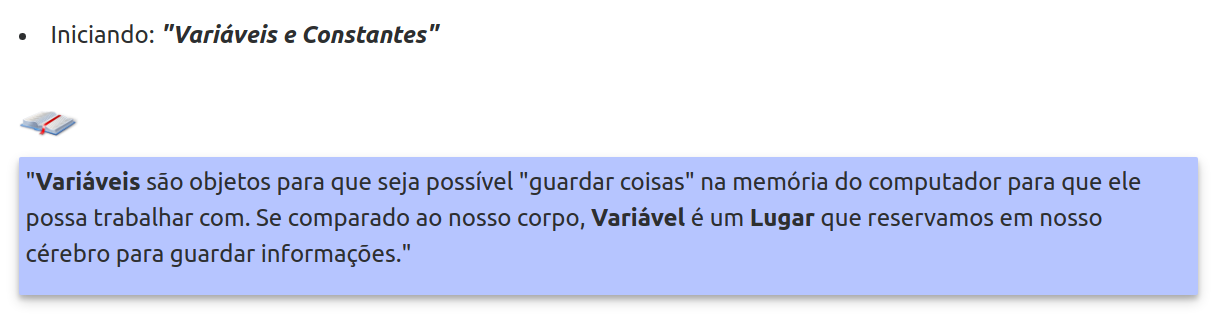 • Iniciando: "Variáveis e Constantes"
"Variáveis são objetos para que seja possível "guardar coisas" na memória do computador para que ele
possa trabalhar com. Se comparado ao nosso corpo, Variável é um Lugar que reservamos em nosso
cérebro para guardar informações."